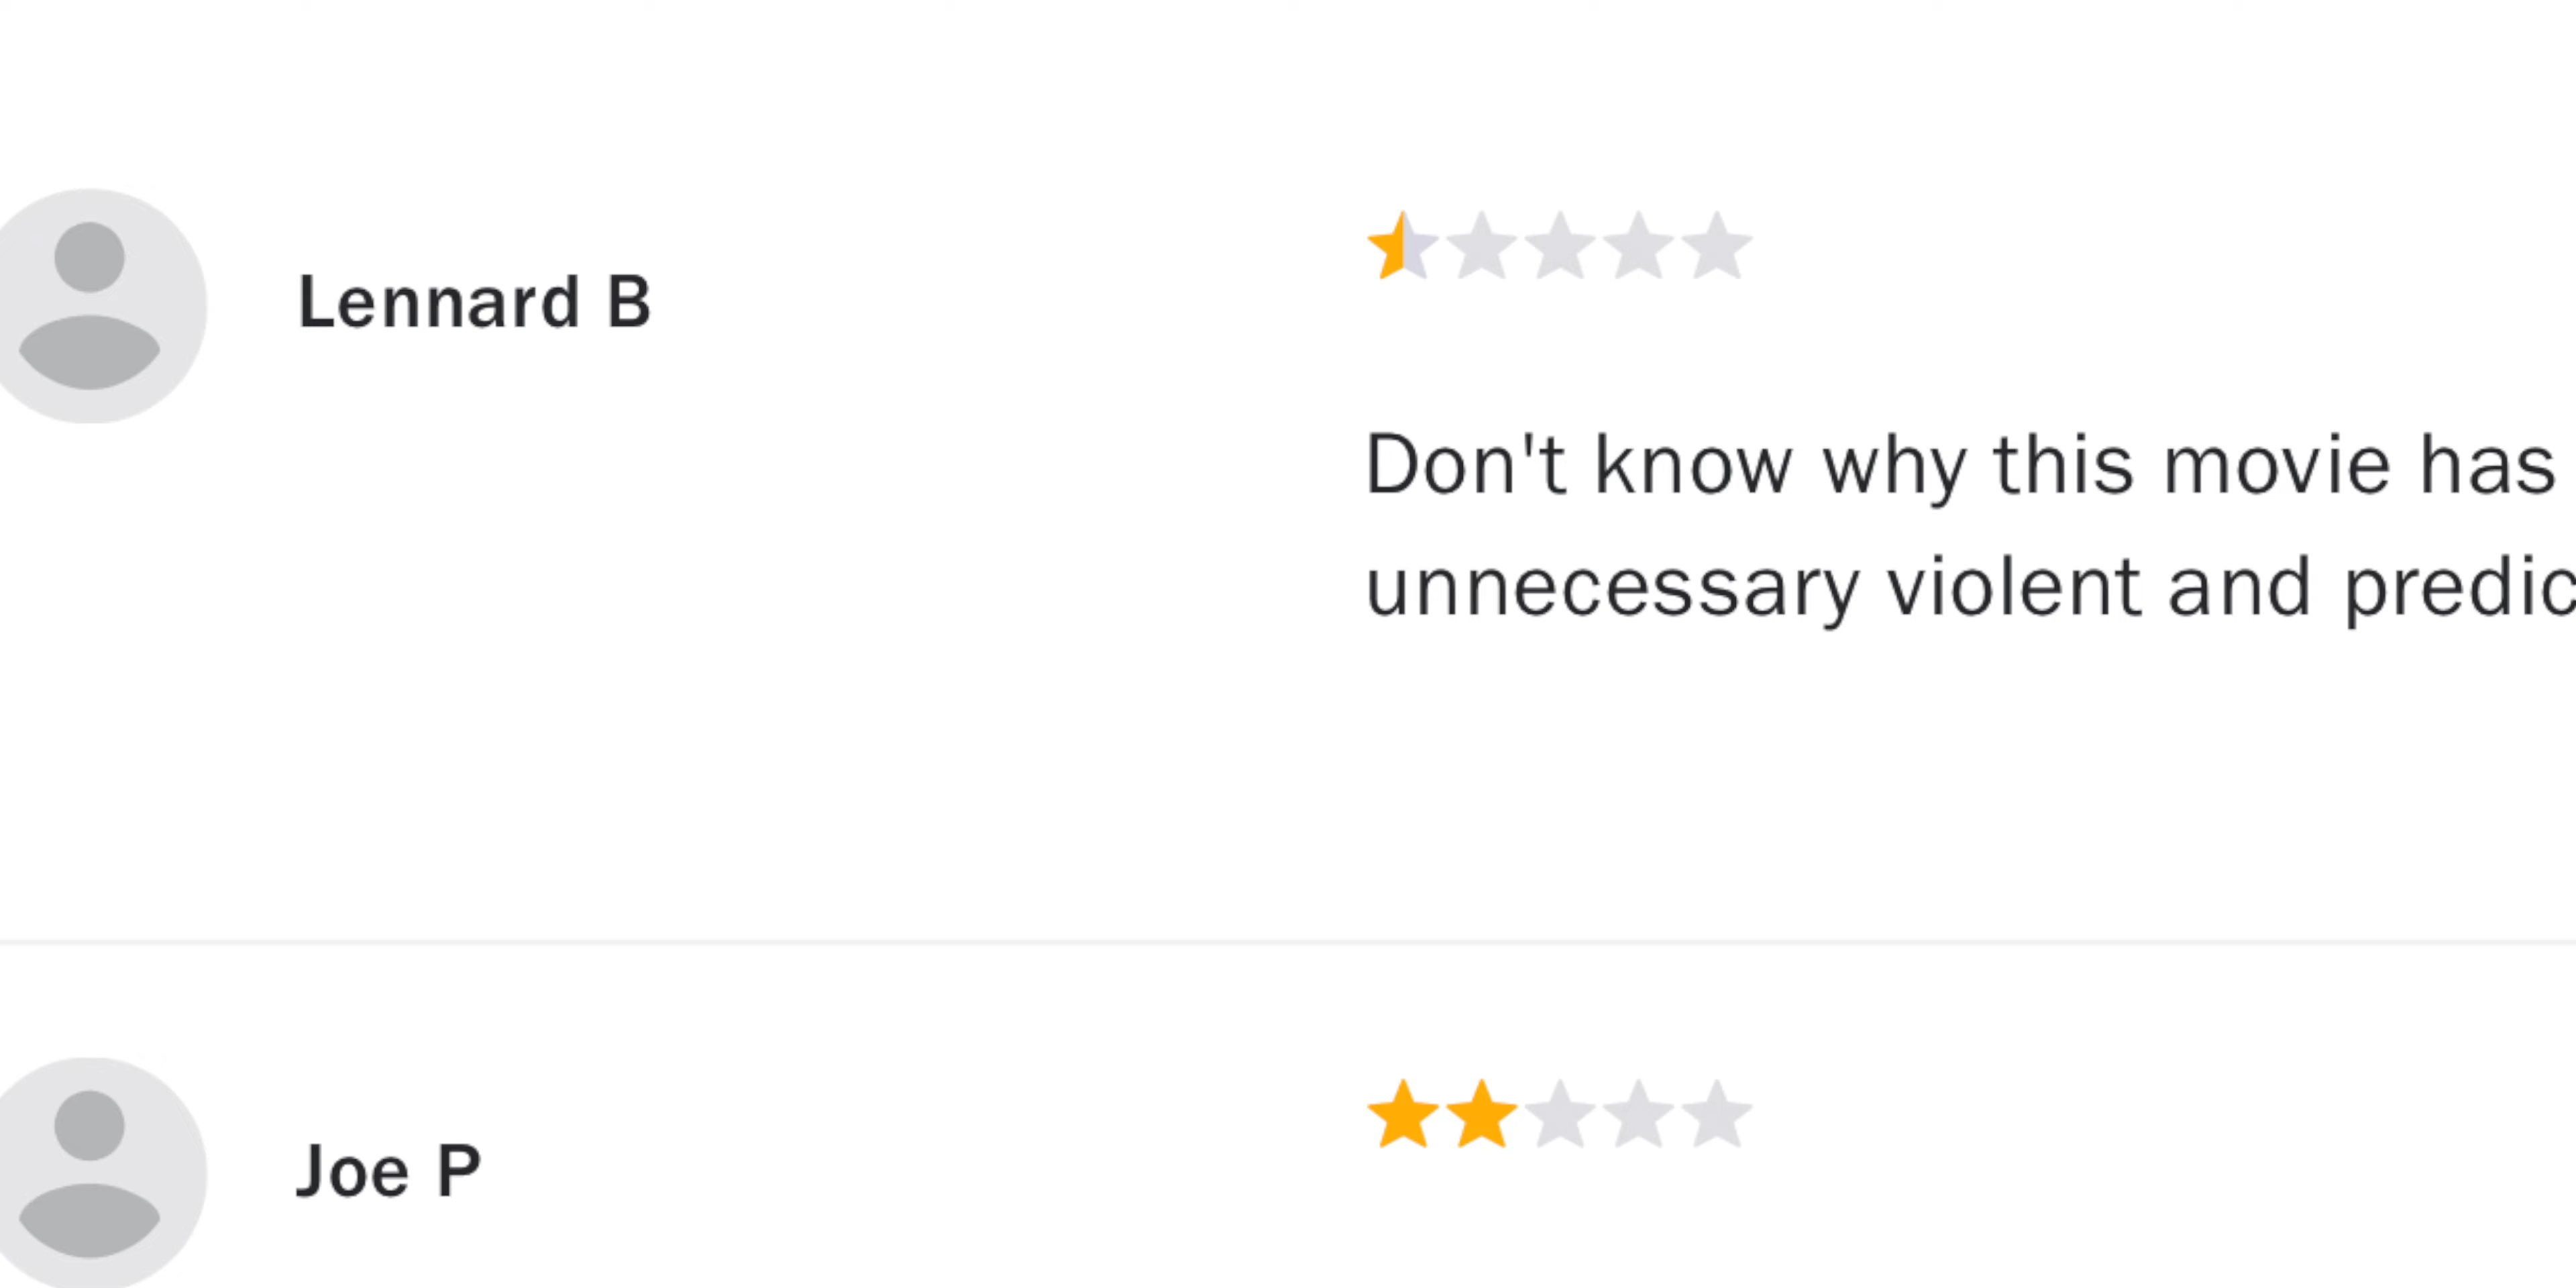 Lennard B
Don't know why this movie has
unnecessary violent and predic
Joe P